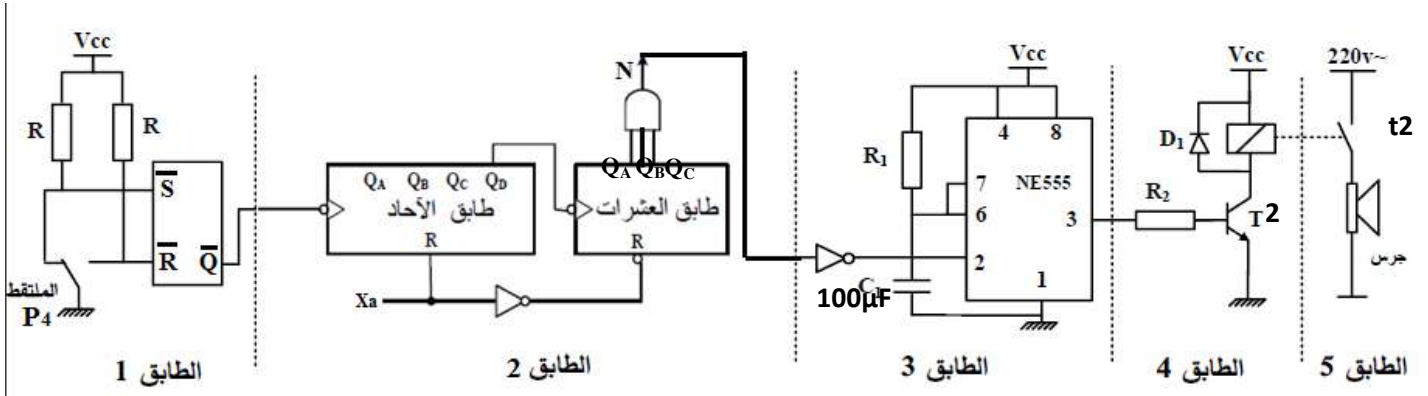 Vcc
R
R
S̅
R̅
Q̅
الملتقط
P4
الطابق 1
QA QB QC QD
طابق الآحاد
R
Xa
N
QA QB QC
طابق العشرات
R
الطابق 2
Vcc
R1
4 8
7
6
2
NE555
3
1
C1
100µF
الطابق 3
Vcc
D1
R2
T2
الطابق 4
220v~
t2
جرس
الطابق 5